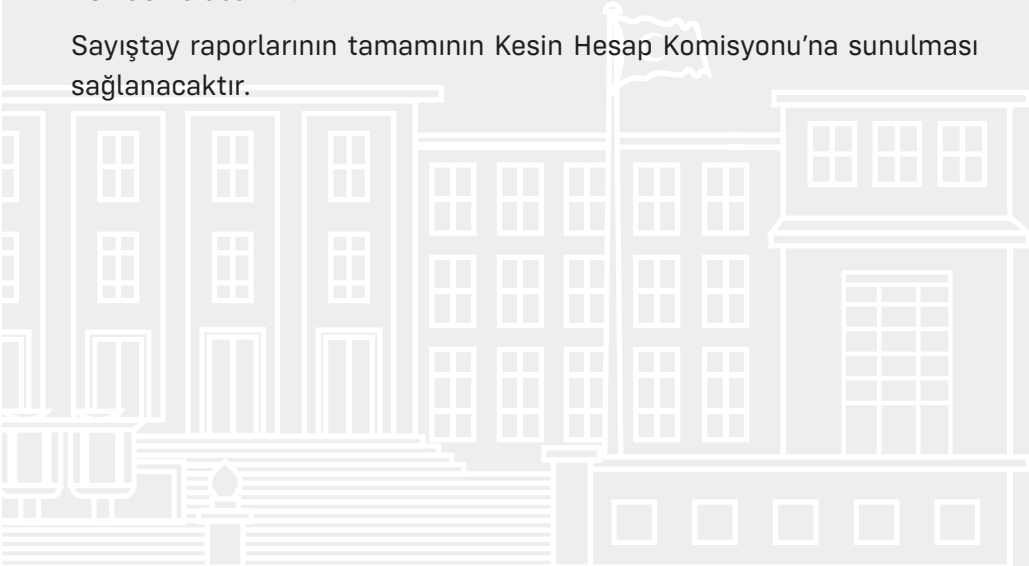 Sayıştay raporlarının tamamının Kesin Hesap Komisyonu’na sunulması
sağlanacaktır.